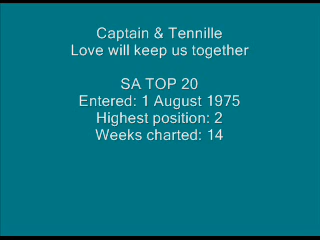 Captain & Tennille
Love will keep us together
SA TOP 20
Entered: 1 August 1975
Highest position: 2
Weeks charted: 14